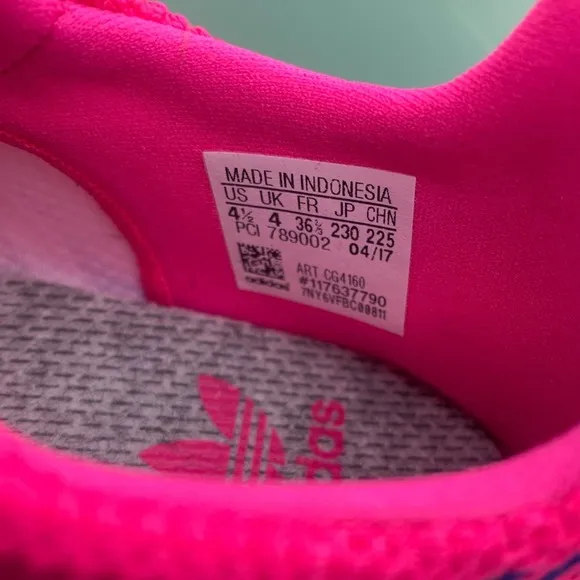 MADE IN INDONESIA
US UK FR JP CHN
4½ 4 36⅔ 230 225
PCI 789002 04/17
ART CG4160
adidas #117637790
7NY6VFBC00811
adidas